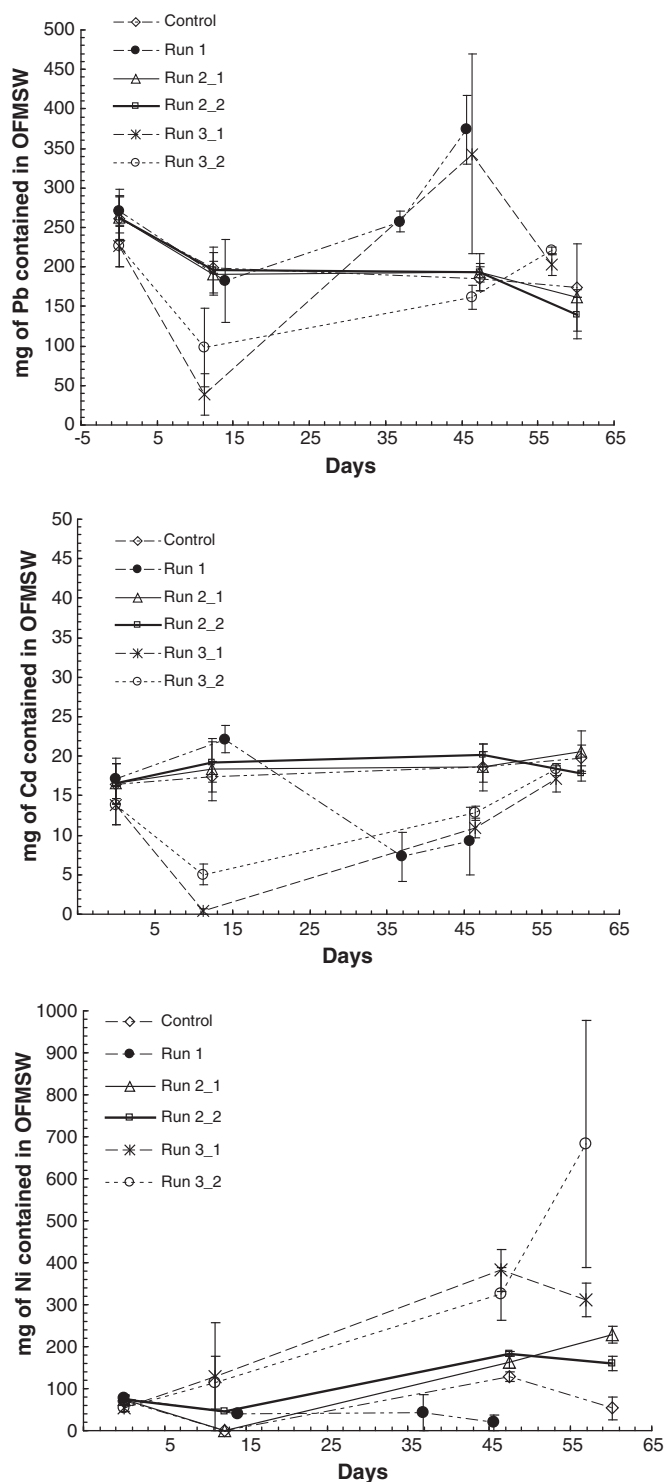 Control
Run 1
Run 2_1
Run 2_2
Run 3_1
Run 3_2
500
450
400
350
300
250
200
150
100
50
0
-5 5 15 25 35 45 55 65
mg of Pb contained in OFMSW
Days
Control
Run 1
Run 2_1
Run 2_2
Run 3_1
Run 3_2
50
45
40
35
30
25
20
15
10
5
0
5 15 25 35 45 55 65
mg of Cd contained in OFMSW
Days
Control
Run 1
Run 2_1
Run 2_2
Run 3_1
Run 3_2
1000
900
800
700
600
500
400
300
200
100
0
5 15 25 35 45 55 65
mg of Ni contained in OFMSW
Days